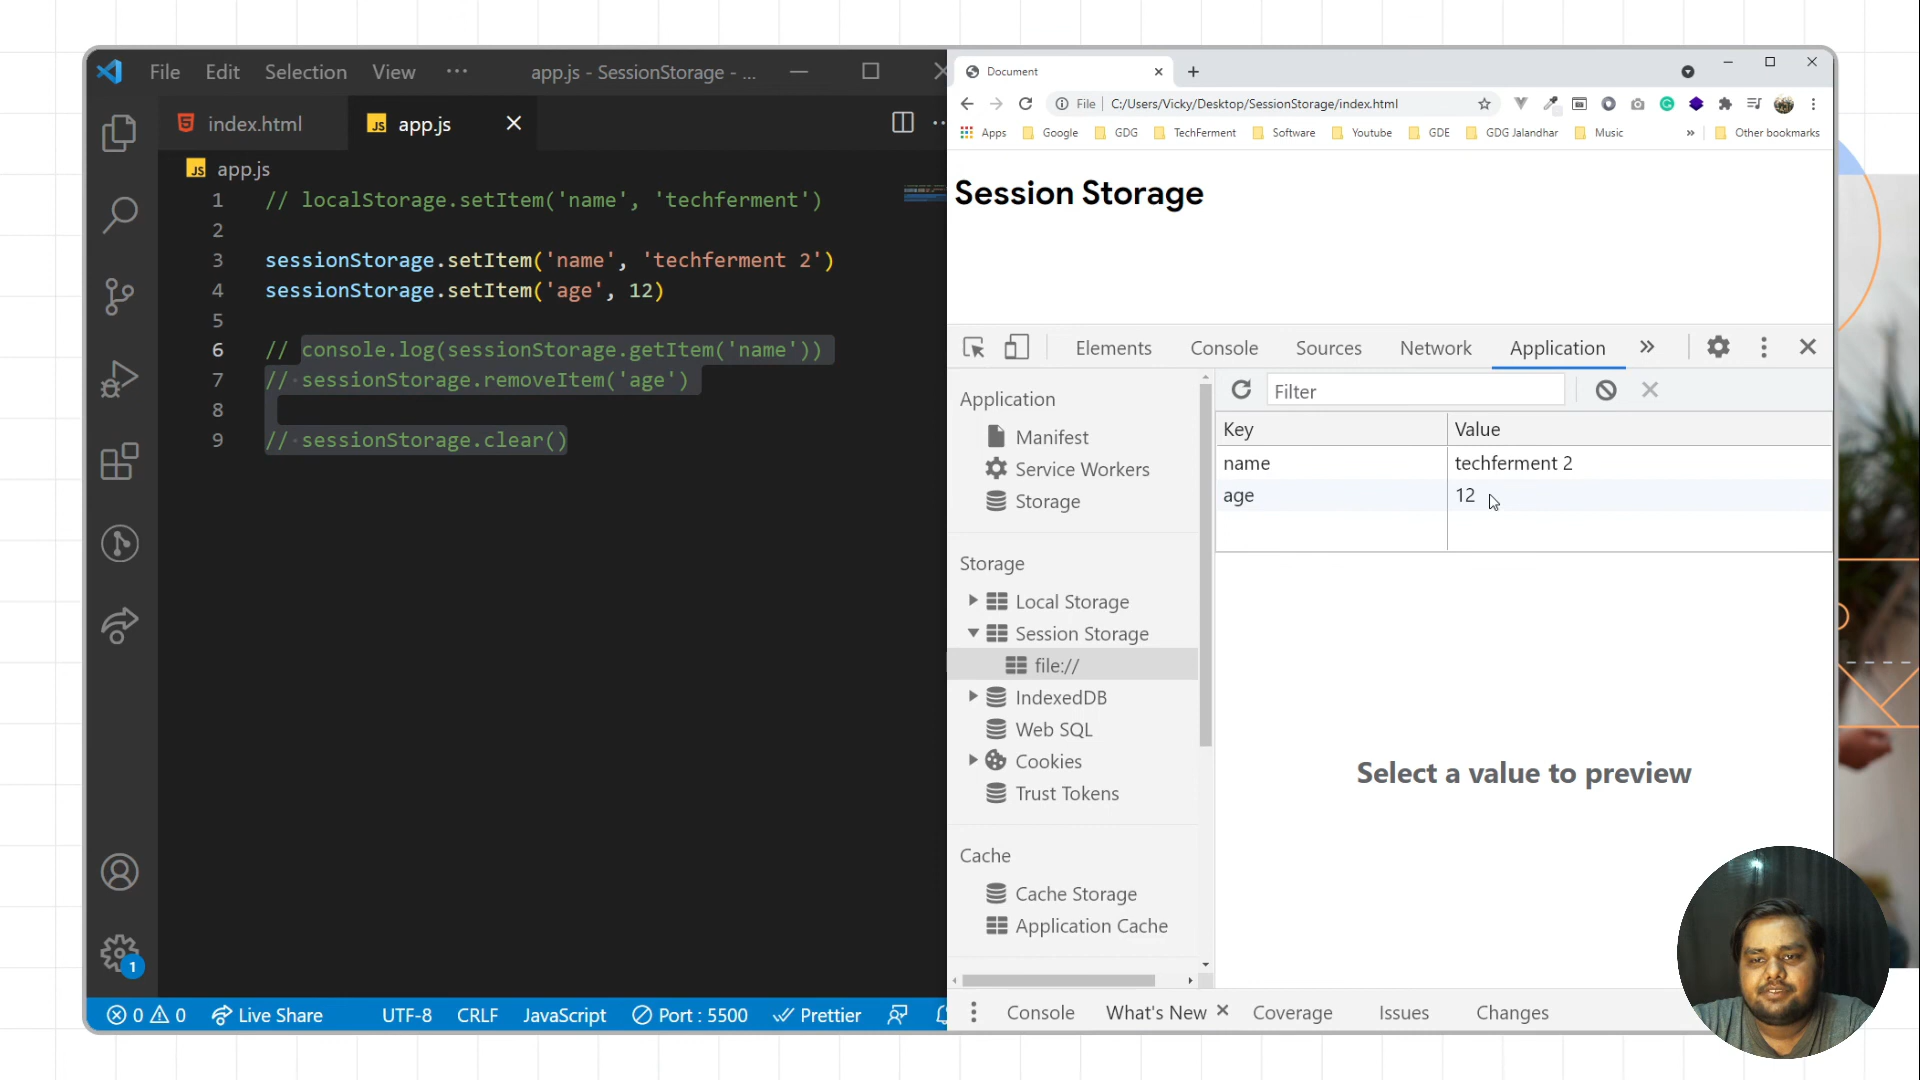 File Edit Selection View ··· app.js - SessionStorage - ...
index.html app.js
app.js
1 // localStorage.setItem('name', 'techferment')
2
3 sessionStorage.setItem('name', 'techferment 2')
4 sessionStorage.setItem('age', 12)
5
6 // console.log(sessionStorage.getItem('name'))
7 // sessionStorage.removeItem('age')
8
9 // sessionStorage.clear()
1
0 0 Live Share UTF-8 CRLF JavaScript Port : 5500 Prettier
Document
File C:/Users/Vicky/Desktop/SessionStorage/index.html
Apps Google GDG TechFerment Software Youtube GDE GDG Jalandhar Music » Other bookmarks
Session Storage
Elements Console Sources Network Application »
Filter
Application
Manifest
Service Workers
Storage
Storage
Local Storage
Session Storage
file://
IndexedDB
Web SQL
Cookies
Trust Tokens
Cache
Cache Storage
Application Cache
Key Value
name techferment 2
age 12
Select a value to preview
Console What's New Coverage Issues Changes